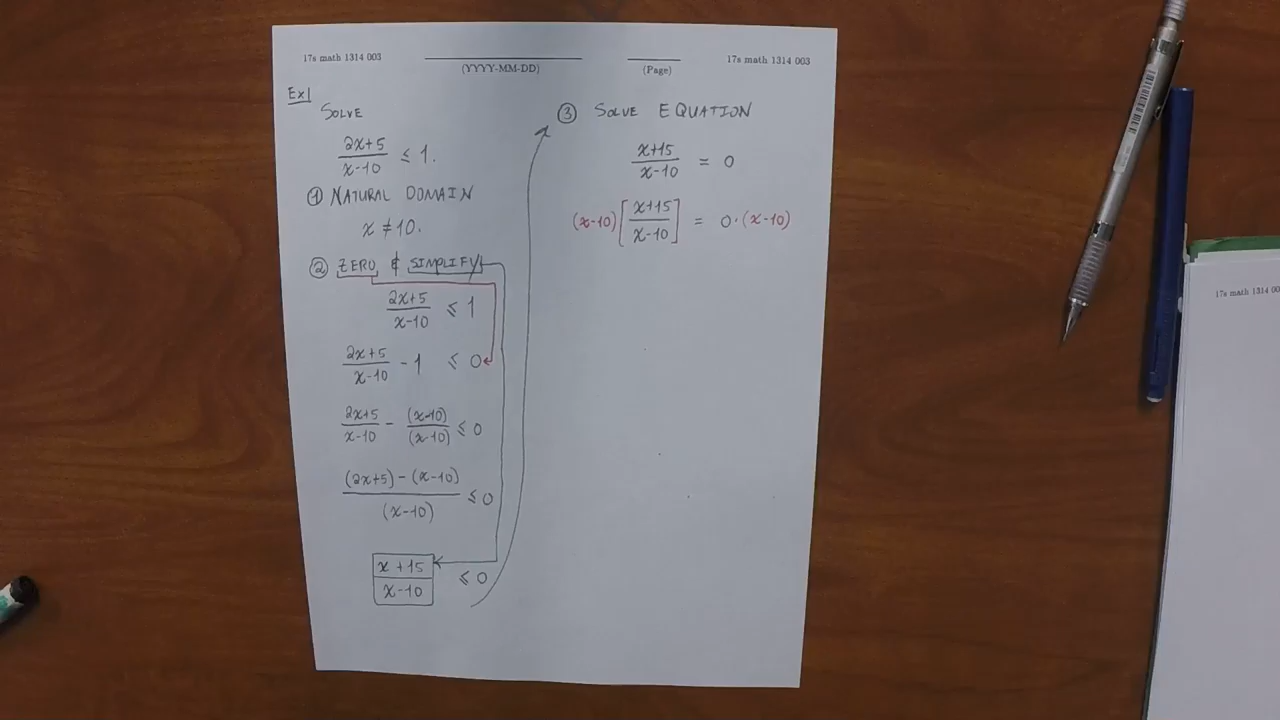 17s math 1314 003
(YYYY-MM-DD)
(Page)
17s math 1314 003
Ex1
SOLVE
(2x+5)/(x-10) ≤ 1.
① NATURAL DOMAIN
x ≠ 10.
② ZERO & SIMPLIFY
(2x+5)/(x-10) ≤ 1
(2x+5)/(x-10) - 1 ≤ 0
(2x+5)/(x-10) - (x-10)/(x-10) ≤ 0
((2x+5) - (x-10))/(x-10) ≤ 0
(x+15)/(x-10) ≤ 0
③ SOLVE EQUATION
(x+15)/(x-10) = 0
(x-10)[(x+15)/(x-10)] = 0·(x-10)
17s math 1314 00